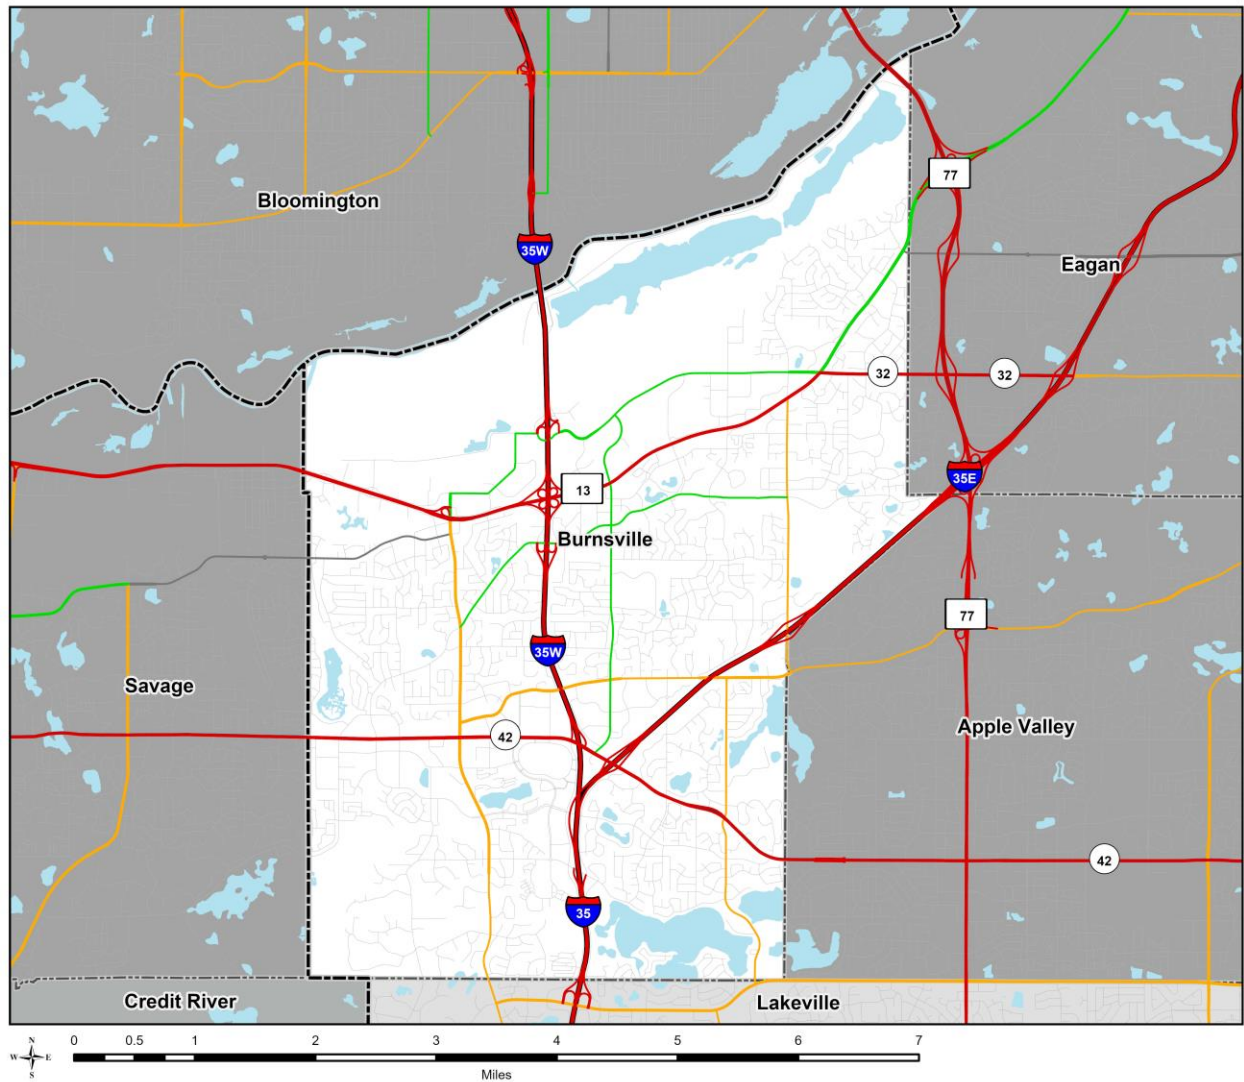 77
Bloomington
35W
Eagan
32
32
35E
13
Burnsville
77
35W
Savage
Apple Valley
42
42
35
Credit River
Lakeville
N
W E
S
0 0.5 1 2 3 4 5 6 7
Miles